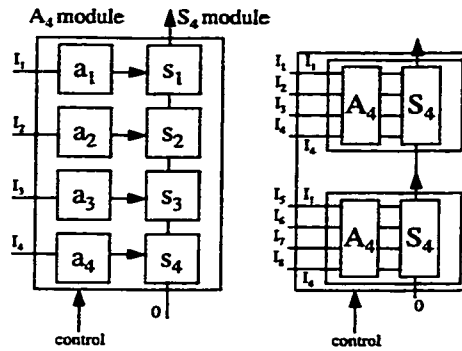 A₄ module S₄ module
I₁ a₁ s₁
I₂ a₂ s₂
I₃ a₃ s₃
I₄ a₄ s₄
0
control
I₁ I₁
I₂
I₃
I₄
I₄
A₄ S₄
I₅ I₁
I₆
I₇
I₈
I₄
A₄ S₄
0
control